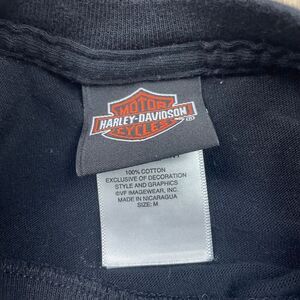 MOTOR
HARLEY-DAVIDSON
CYCLES
100% COTTON
EXCLUSIVE OF DECORATION
STYLE AND GRAPHICS
©VF IMAGEWEAR, INC.
MADE IN NICARAGUA
SIZE: M